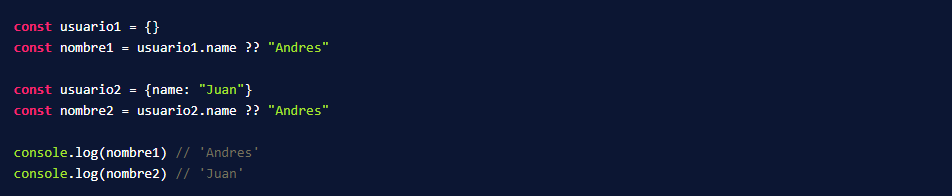 const usuario1 = {}
const nombre1 = usuario1.name ?? "Andres"
const usuario2 = {name: "Juan"}
const nombre2 = usuario2.name ?? "Andres"
console.log(nombre1) // 'Andres'
console.log(nombre2) // 'Juan'